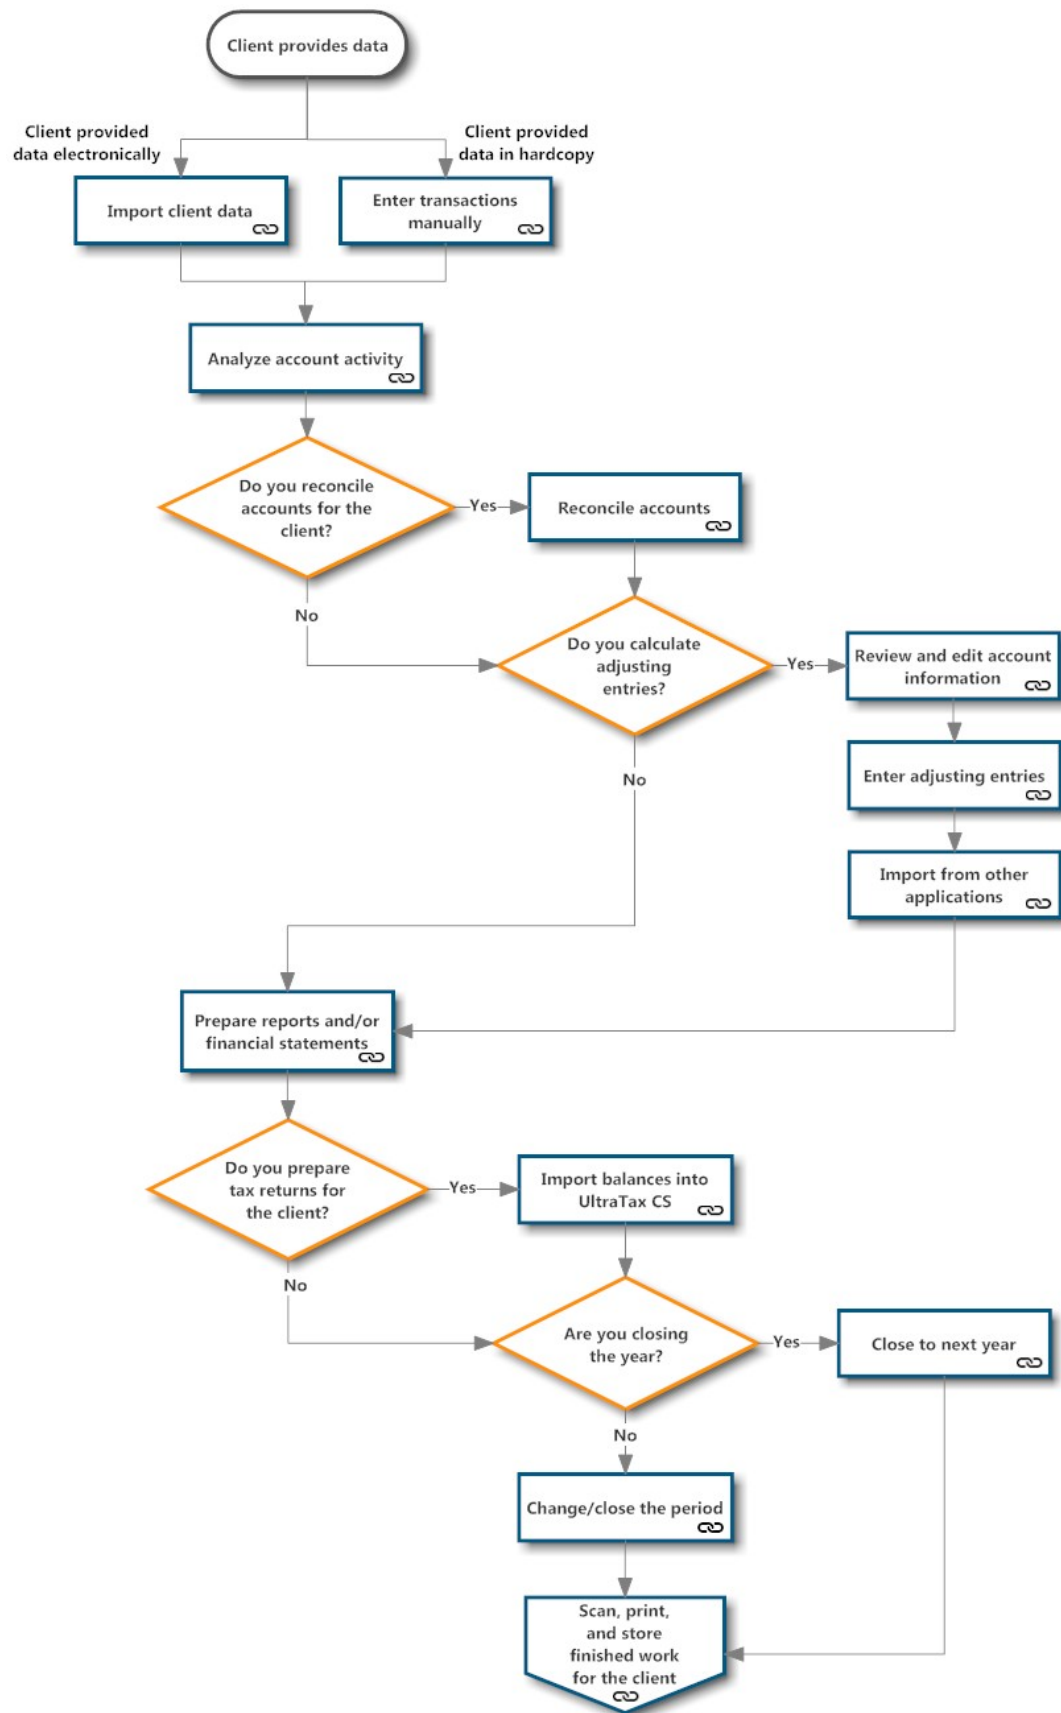 Client provides data
Client provided
data electronically
Client provided
data in hardcopy
Import client data
Enter transactions
manually
Analyze account activity
Do you reconcile
accounts for the
client?
Yes
Reconcile accounts
No
Do you calculate
adjusting
entries?
Yes
Review and edit account
information
Enter adjusting entries
No
Import from other
applications
Prepare reports and/or
financial statements
Do you prepare
tax returns for
the client?
Yes
Import balances into
UltraTax CS
No
Are you closing
the year?
Yes
Close to next year
No
Change/close the period
Scan, print,
and store
finished work
for the client